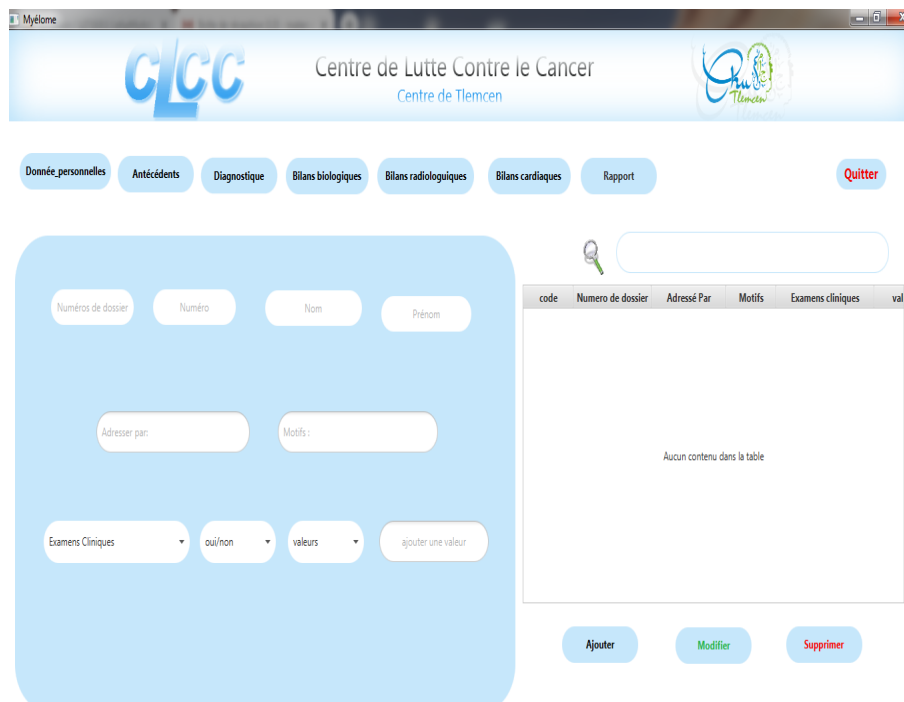 Myélome
CLCC
Centre de Lutte Contre le Cancer
Centre de Tlemcen
Chu
Tlemcen
Donnée_personnelles Antécédents Diagnostique Bilans biologiques Bilans radiologuiques Bilans cardiaques Rapport Quitter
Numéros de dossier Numéro Nom Prénom
Adresser par: Motifs :
Examens Cliniques oui/non valeurs ajouter une valeur
code Numero de dossier Adressé Par Motifs Examens cliniques val
Aucun contenu dans la table
Ajouter Modifier Supprimer